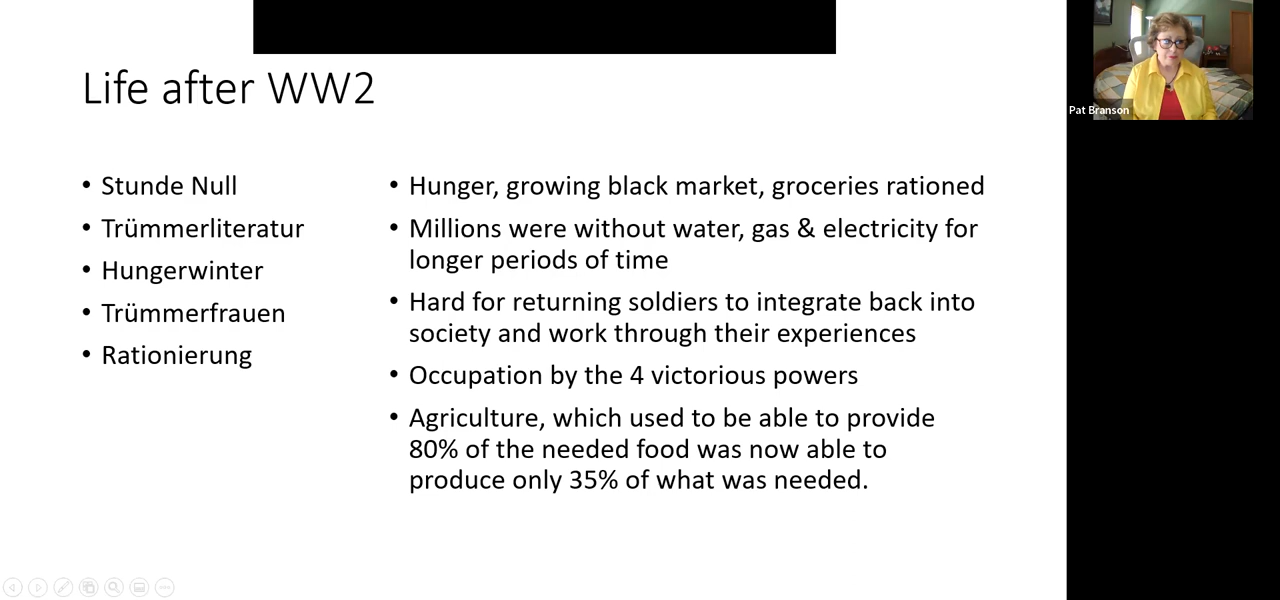 Life after WW2
• Stunde Null
• Trümmerliteratur
• Hungerwinter
• Trümmerfrauen
• Rationierung
• Hunger, growing black market, groceries rationed
• Millions were without water, gas & electricity for
longer periods of time
• Hard for returning soldiers to integrate back into
society and work through their experiences
• Occupation by the 4 victorious powers
• Agriculture, which used to be able to provide
80% of the needed food was now able to
produce only 35% of what was needed.
Pat Branson